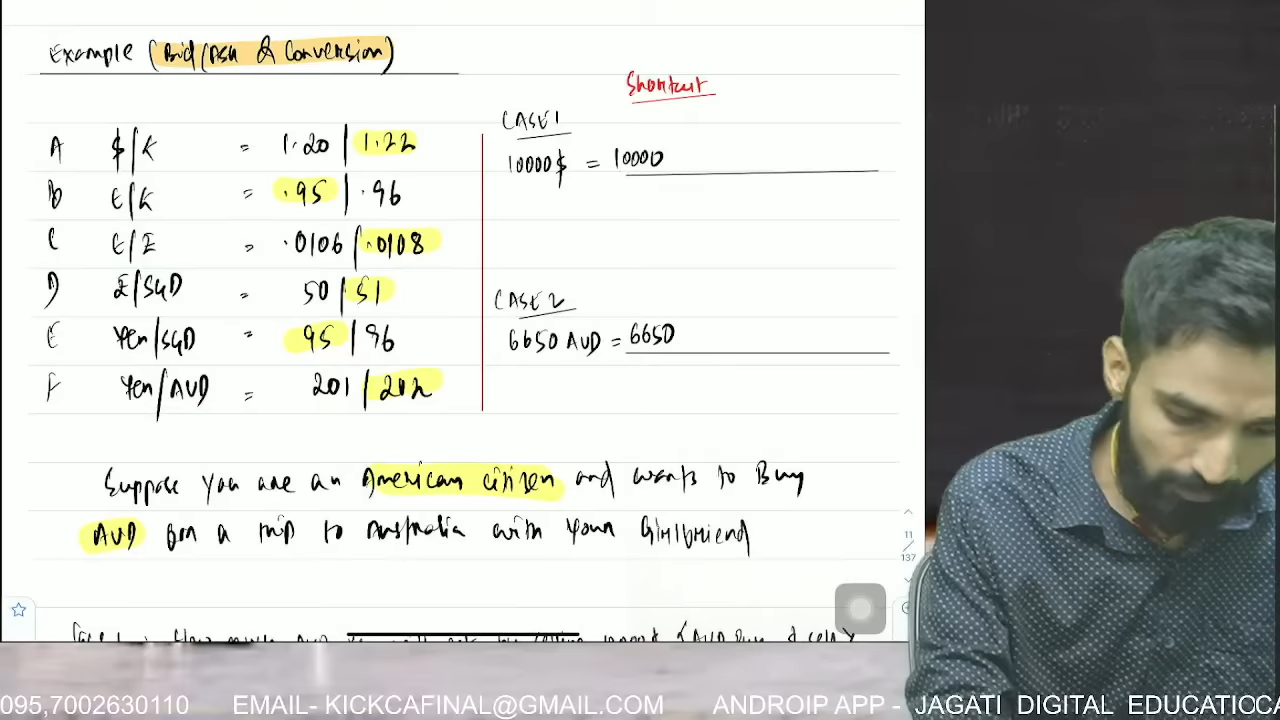 Example (Bid/Ask & Conversion)
Shortcut
A $/K = 1.20 | 1.22
B £/K = .95 | .96
C £/₤ = .0106 | .0108
D ₤/SGD = 50 | 51
E Yen/SGD = 95 | 96
F Yen/AUD = 201 | 202
CASE 1
10000$ = 10000
CASE 2
6650 AUD = 6650
Suppose you are an American citizen and wants to Buy
AUD for a trip to Australia with your Girlfriend
11
137
095,7002630110 EMAIL- KICKCAFINAL@GMAIL.COM ANDROIP APP - JAGATI DIGITAL EDUCATIOCA